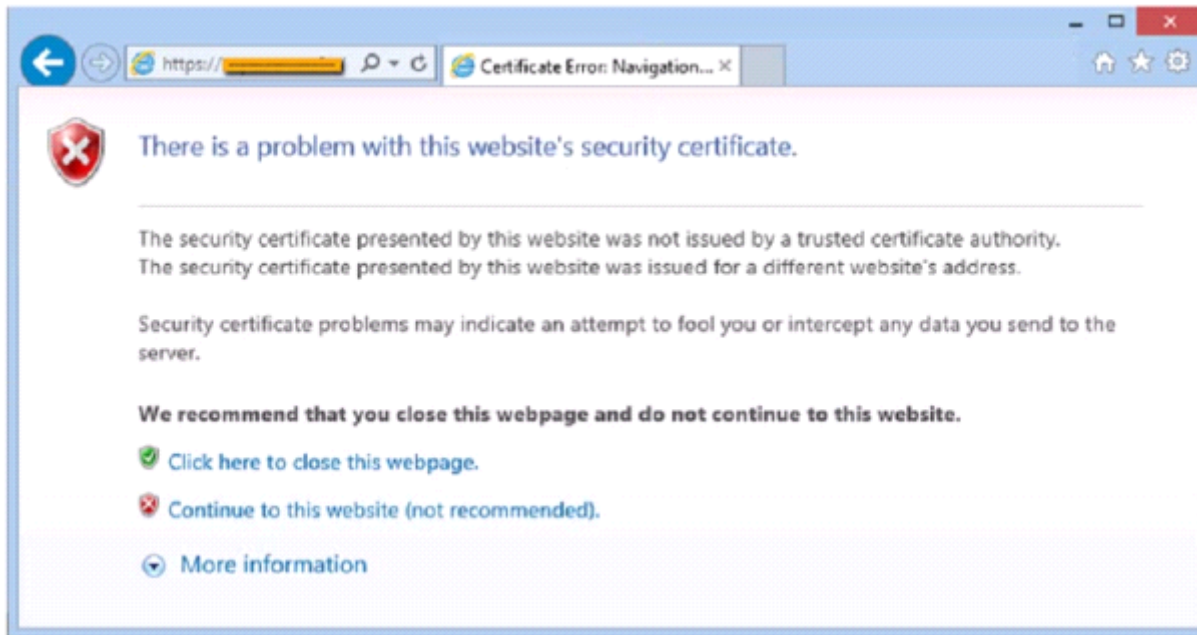 https://
Certificate Error: Navigation...
There is a problem with this website's security certificate.
The security certificate presented by this website was not issued by a trusted certificate authority.
The security certificate presented by this website was issued for a different website's address.
Security certificate problems may indicate an attempt to fool you or intercept any data you send to the
server.
We recommend that you close this webpage and do not continue to this website.
Click here to close this webpage.
Continue to this website (not recommended).
More information